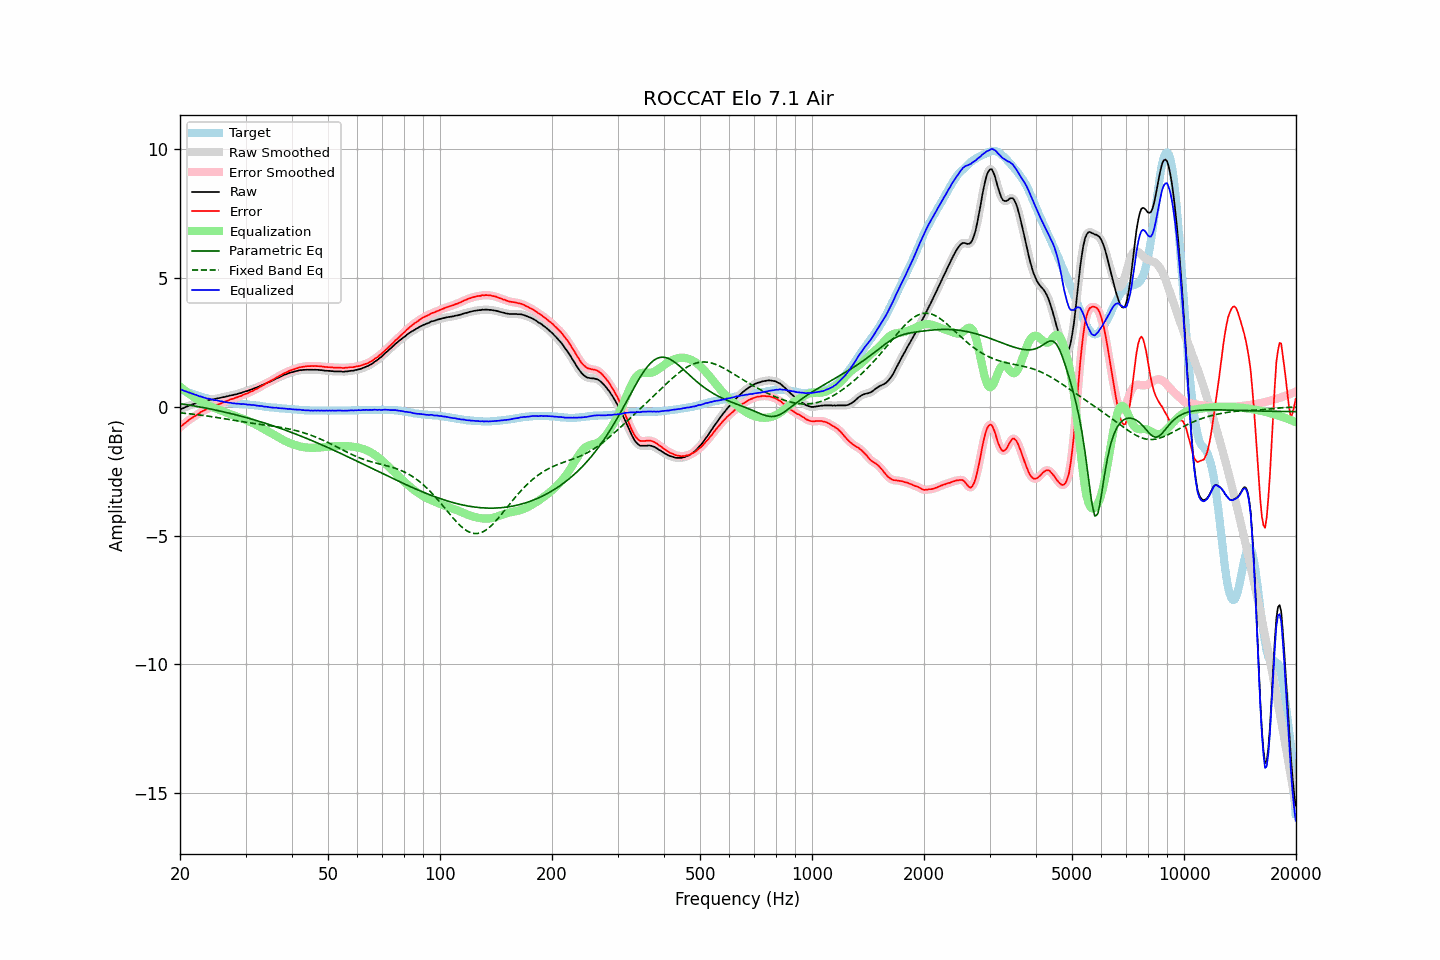 ROCCAT Elo 7.1 Air
Target
Raw Smoothed
Error Smoothed
Raw
Error
Equalization
Parametric Eq
Fixed Band Eq
Equalized
10
5
0
−5
−10
−15
Amplitude (dBr)
20
50
100
200
500
1000
2000
5000
10000
20000
Frequency (Hz)